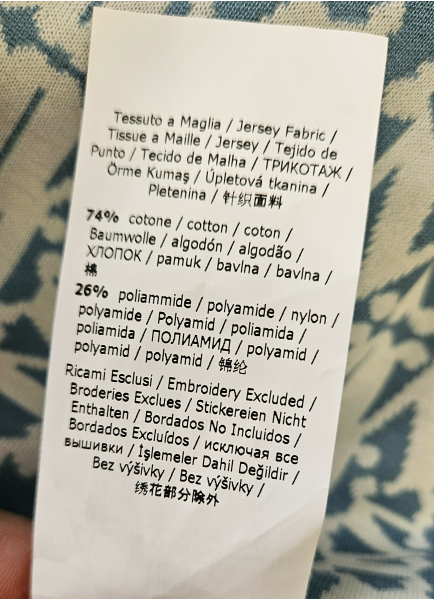 Tessuto a Maglia / Jersey Fabric /
Tissue a Maille / Jersey / Tejido de
Punto / Tecido de Malha / ТРИКОТАЖ /
Örme Kumaş / Úpletová tkanina /
Pletenina / 针织面料
74% cotone / cotton / coton /
Baumwolle / algodón / algodão /
ХЛОПОК / pamuk / bavlna / bavlna /
棉
26% poliammide / polyamide / nylon /
polyamide / Polyamid / poliamida /
poliamida / ПОЛИАМИД / polyamid /
polyamid / polyamid / 锦纶
Ricami Esclusi / Embroidery Excluded /
Broderies Exclues / Stickereien Nicht
Enthalten / Bordados No Incluidos /
Bordados Excluídos / исключая все
вышивки / İşlemeler Dahil Değildir /
Bez výšivky / Bez výšivky /
绣花部分除外